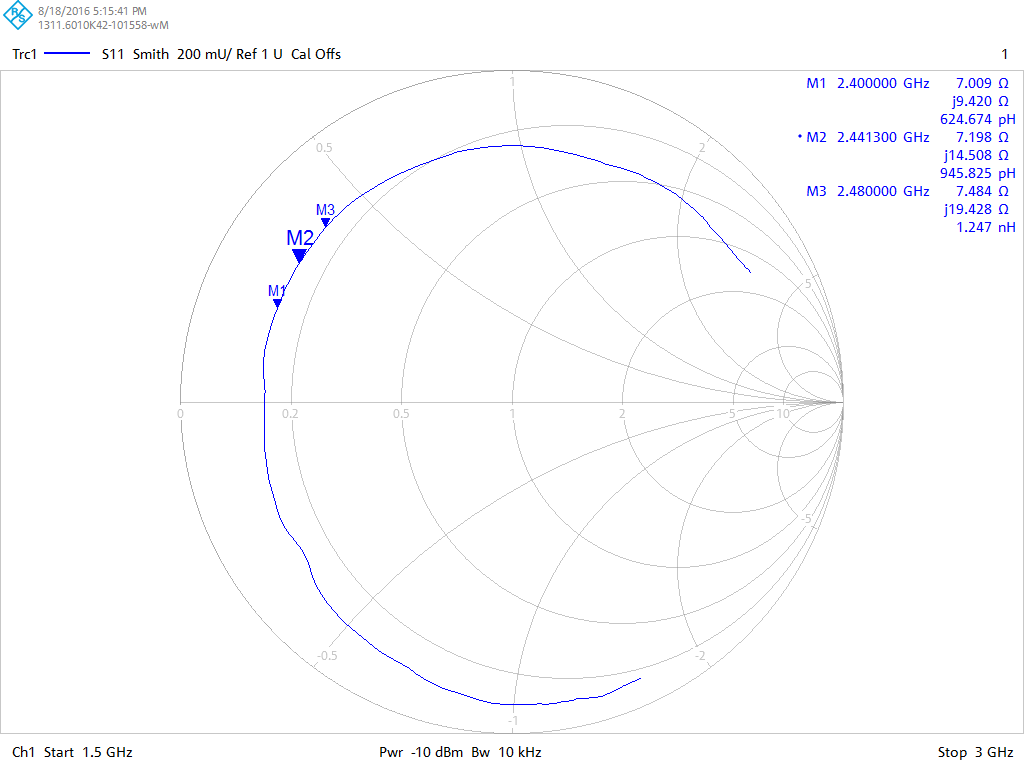 R&S
8/18/2016 5:15:41 PM
1311.6010K42-101558-wM
Trc1 S11 Smith 200 mU/ Ref 1 U Cal Offs 1
M1 2.400000 GHz 7.009 Ω
j9.420 Ω
624.674 pH
• M2 2.441300 GHz 7.198 Ω
j14.508 Ω
945.825 pH
M3 2.480000 GHz 7.484 Ω
j19.428 Ω
1.247 nH
1
0.5 2
M3
M2
5
M1
0 0.2 0.5 1 2 5 10
-5
-0.5 -2
-1
Ch1 Start 1.5 GHz Pwr -10 dBm Bw 10 kHz Stop 3 GHz